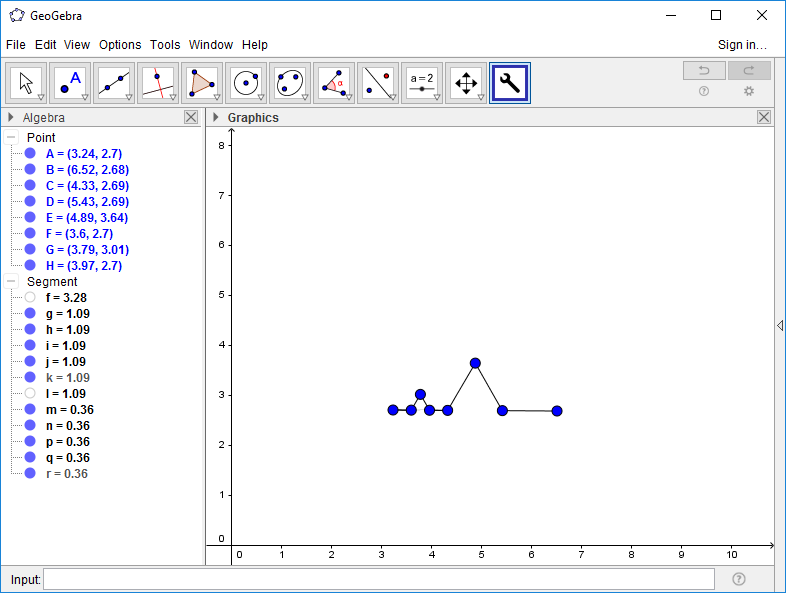 GeoGebra
File Edit View Options Tools Window Help Sign in...
A α a = 2
Algebra
Graphics
Point
A = (3.24, 2.7)
B = (6.52, 2.68)
C = (4.33, 2.69)
D = (5.43, 2.69)
E = (4.89, 3.64)
F = (3.6, 2.7)
G = (3.79, 3.01)
H = (3.97, 2.7)
Segment
f = 3.28
g = 1.09
h = 1.09
i = 1.09
j = 1.09
k = 1.09
l = 1.09
m = 0.36
n = 0.36
p = 0.36
q = 0.36
r = 0.36
8
7
6
5
4
3
2
1
0
0 1 2 3 4 5 6 7 8 9 10
Input: